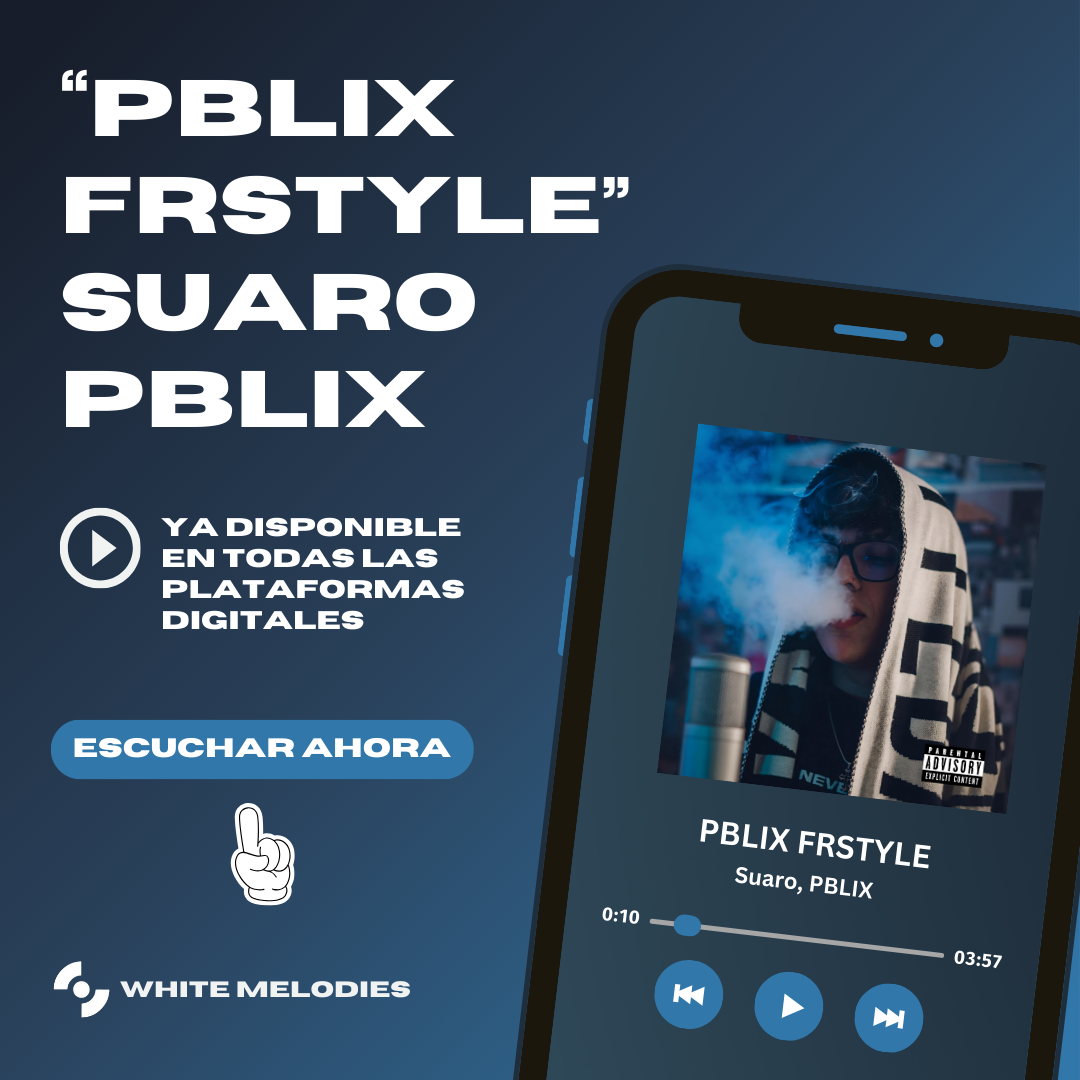 “PBLIX
FRSTYLE”
SUARO
PBLIX
YA DISPONIBLE
EN TODAS LAS
PLATAFORMAS
DIGITALES
ESCUCHAR AHORA
WHITE MELODIES
NEVE
PARENTAL
ADVISORY
EXPLICIT CONTENT
PBLIX FRSTYLE
Suaro, PBLIX
0:10
03:57